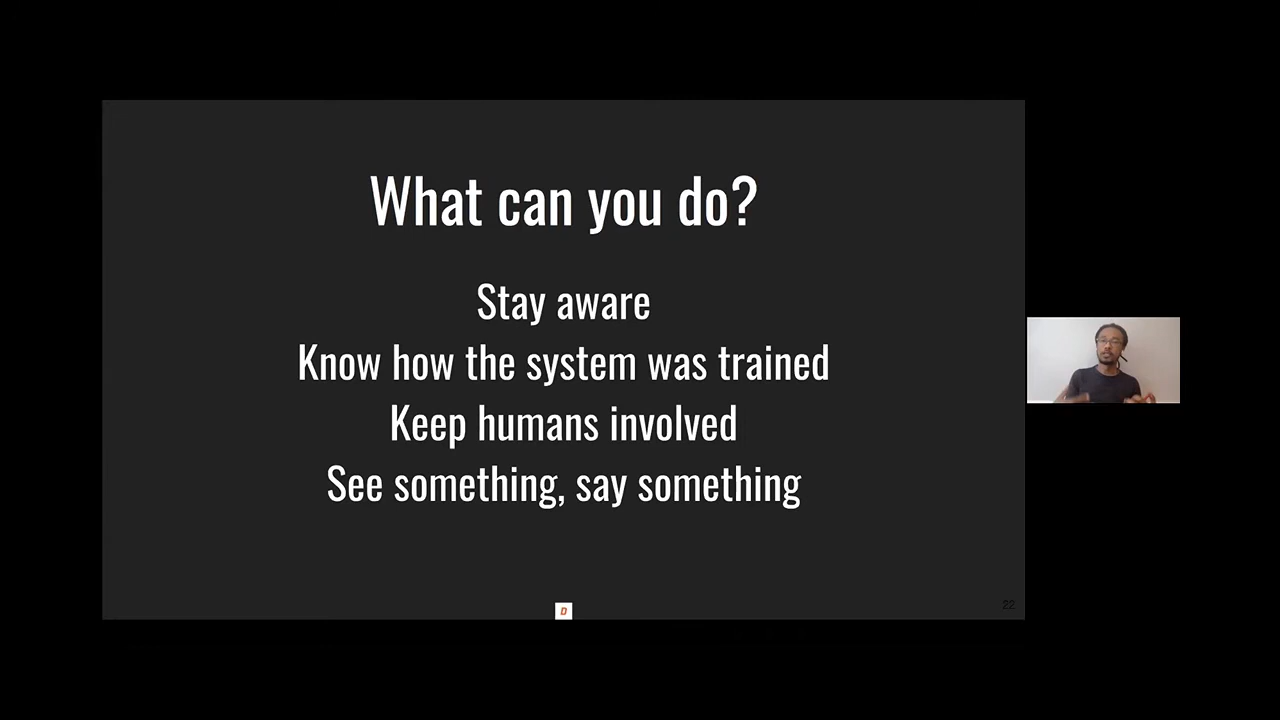 What can you do?
Stay aware
Know how the system was trained
Keep humans involved
See something, say something
D
22